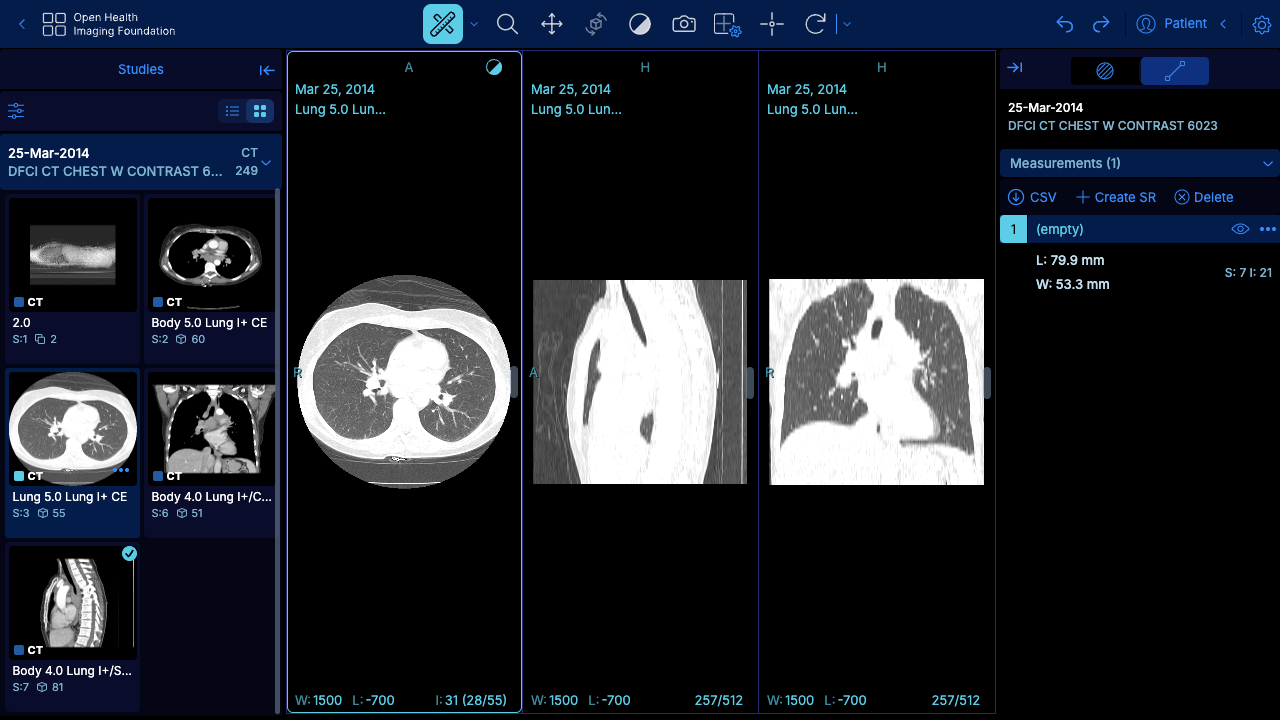 Open Health
Imaging Foundation
Patient
Studies
25-Mar-2014
CT
DFCI CT CHEST W CONTRAST 6...
249
CT
2.0
S:1 2
CT
Body 5.0 Lung I+ CE
S:2 60
CT
Lung 5.0 Lung I+ CE
S:3 55
CT
Body 4.0 Lung I+/C...
S:6 51
CT
Body 4.0 Lung I+/S...
S:7 81
A
Mar 25, 2014
Lung 5.0 Lun...
R
W: 1500 L: -700 I: 31 (28/55)
H
Mar 25, 2014
Lung 5.0 Lun...
A
W: 1500 L: -700 257/512
H
Mar 25, 2014
Lung 5.0 Lun...
R
W: 1500 L: -700 257/512
25-Mar-2014
DFCI CT CHEST W CONTRAST 6023
Measurements (1)
CSV Create SR Delete
1 (empty)
L: 79.9 mm
W: 53.3 mm
S: 7 I: 21